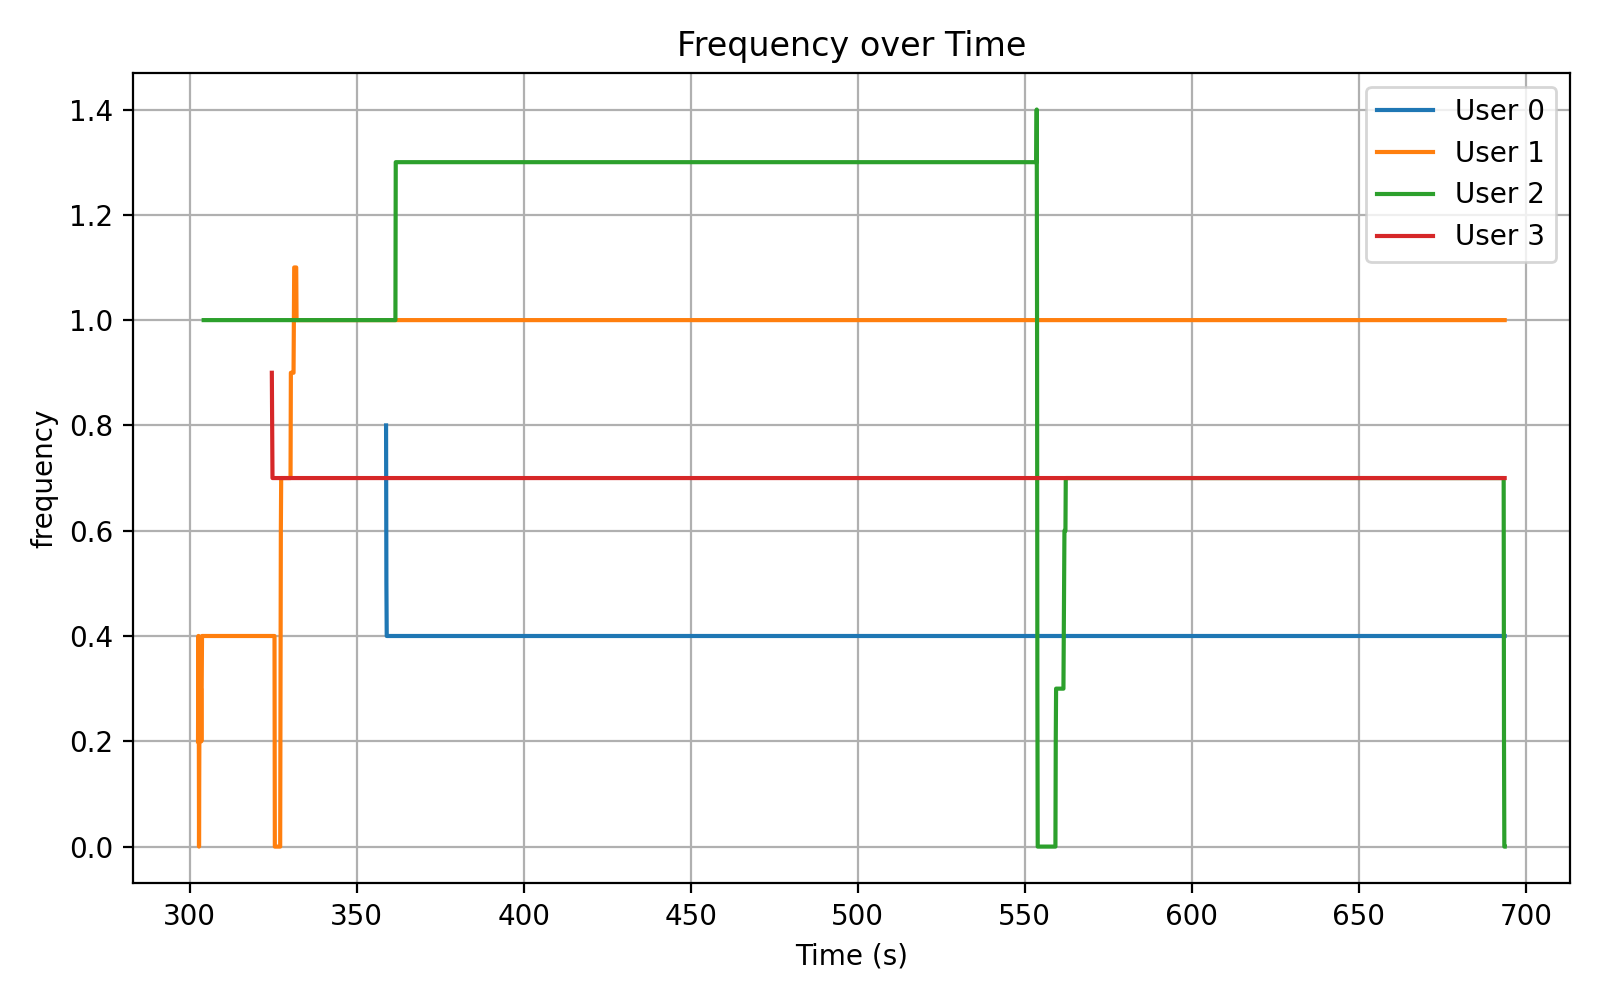 Frequency over Time
1.4
1.2
1.0
0.8
0.6
0.4
0.2
0.0
frequency
User 0
User 1
User 2
User 3
300 350 400 450 500 550 600 650 700
Time (s)